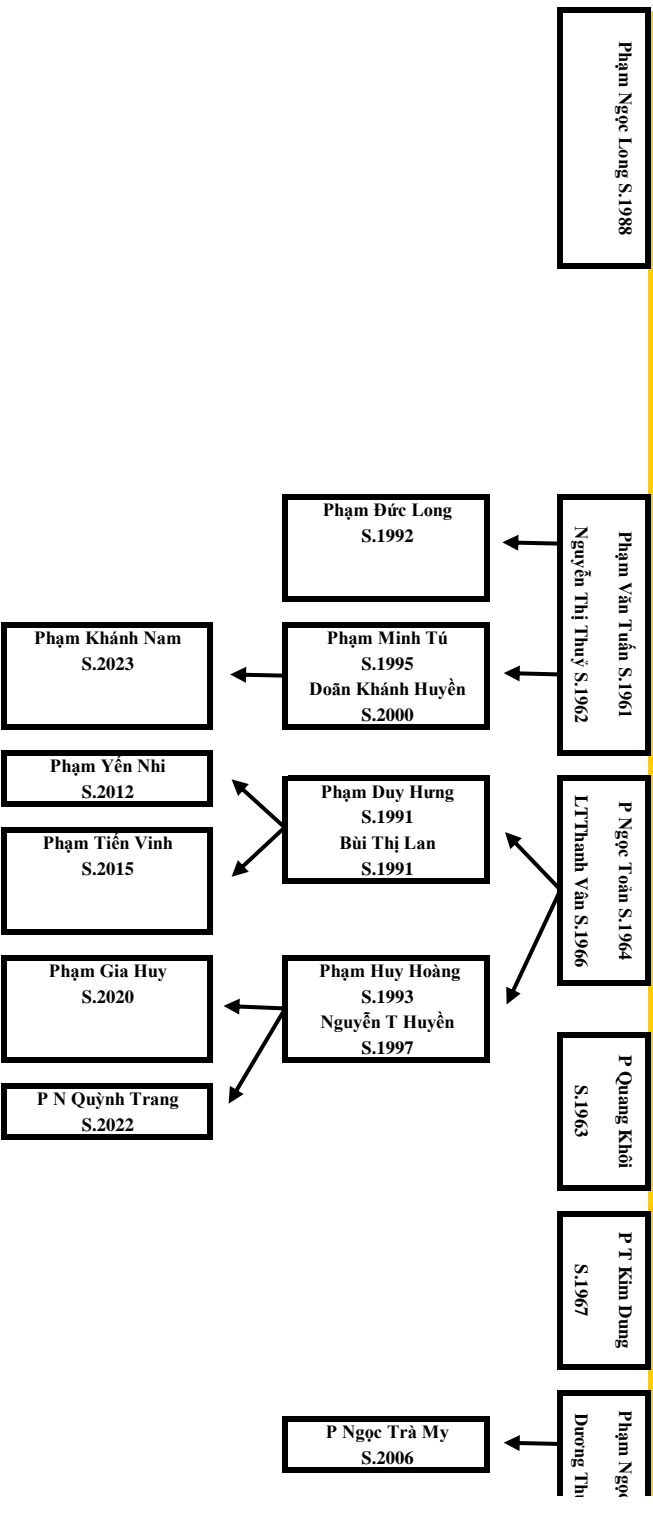 Phạm Ngọc Long S.1988
Phạm Văn Tuấn S.1961
Nguyễn Thị Thuỷ S.1962
Phạm Đức Long
S.1992
Phạm Minh Tú
S.1995
Doãn Khánh Huyền
S.2000
Phạm Khánh Nam
S.2023
P Ngọc Toản S.1964
LTThanh Vân S.1966
Phạm Duy Hưng
S.1991
Bùi Thị Lan
S.1991
Phạm Yến Nhi
S.2012
Phạm Tiến Vinh
S.2015
Phạm Huy Hoàng
S.1993
Nguyễn T Huyền
S.1997
Phạm Gia Huy
S.2020
P N Quỳnh Trang
S.2022
P Quang Khôi
S.1963
P T Kim Dung
S.1967
Phạm Ngọc
Dương
P Ngọc Trà My
S.2006